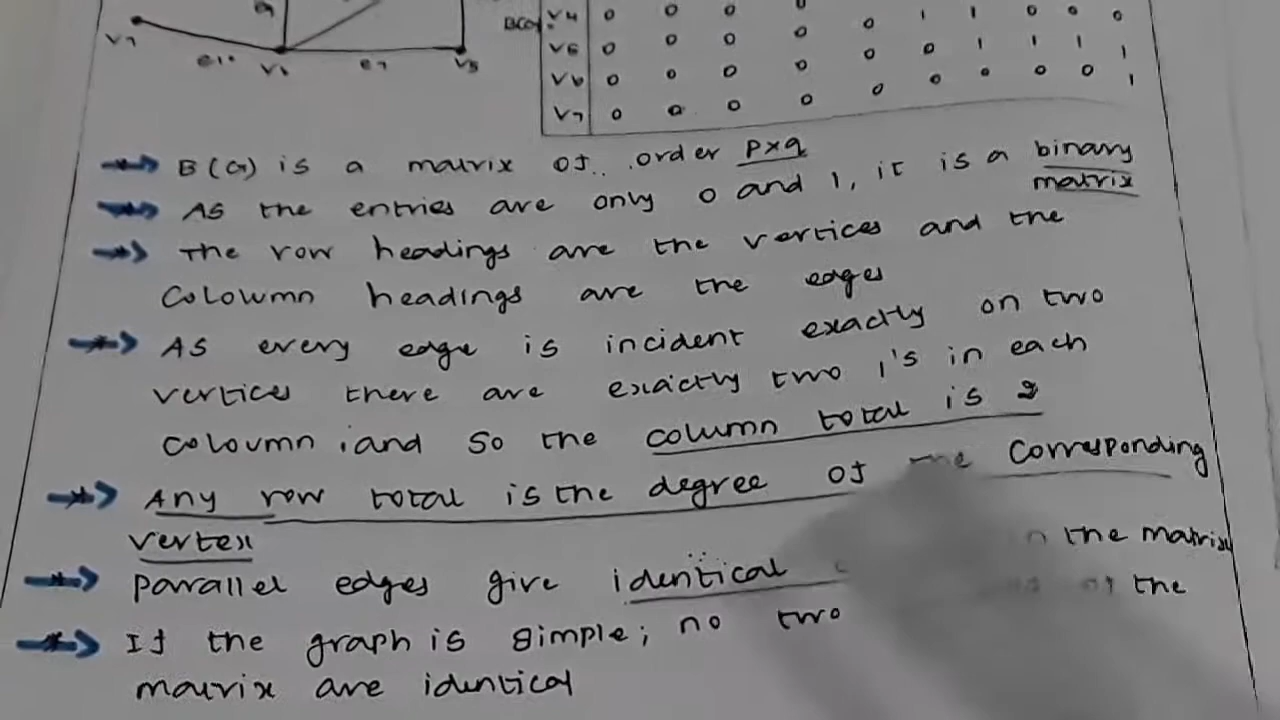 V4 0 0 0 0 0 1 1 0 0 0
B(G):
V5 0 0 0 0 0 0 1 1 1 1
V6 0 0 0 0 0 0 0 0 0 1
V7 0 0 0 0
V7 e10 V6 e7 V5
B(G) is a matrix of order p×q
As the entries are only 0 and 1, it is a binary
matrix
The row headings are the vertices and the
Colowmn headings are the edges
As every edge is incident exactly on two
vertices there are exactly two 1's in each
coloumn, and so the column total is 2
Any row total is the degree of the corresponding
vertex
parallel edges give identical the matrix
If the graph is simple; no two of the
matrix are identical